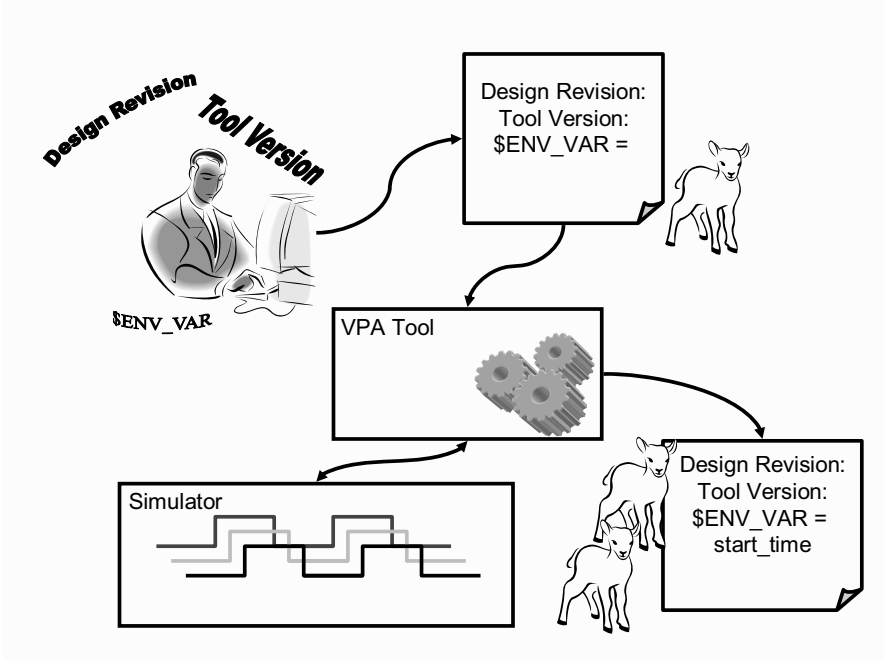 Design Revision
Tool Version
$ENV_VAR
Design Revision:
Tool Version:
$ENV_VAR =
VPA Tool
Simulator
Design Revision:
Tool Version:
$ENV_VAR =
start_time